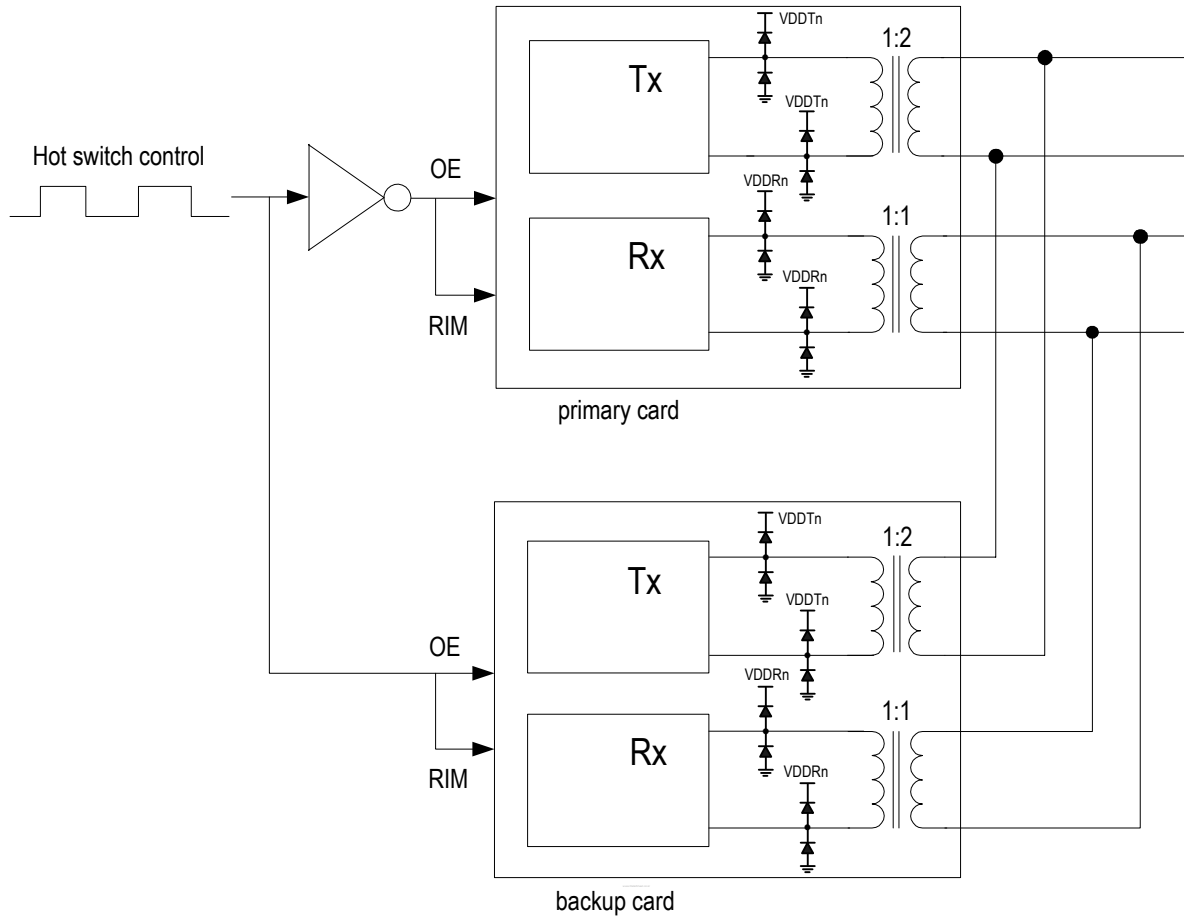 VDDTn
1:2
Tx
VDDTn
Hot switch control
OE
VDDRn
1:1
Rx
VDDRn
RIM
primary card
VDDTn
1:2
Tx
VDDTn
OE
VDDRn
1:1
Rx
VDDRn
RIM
backup card